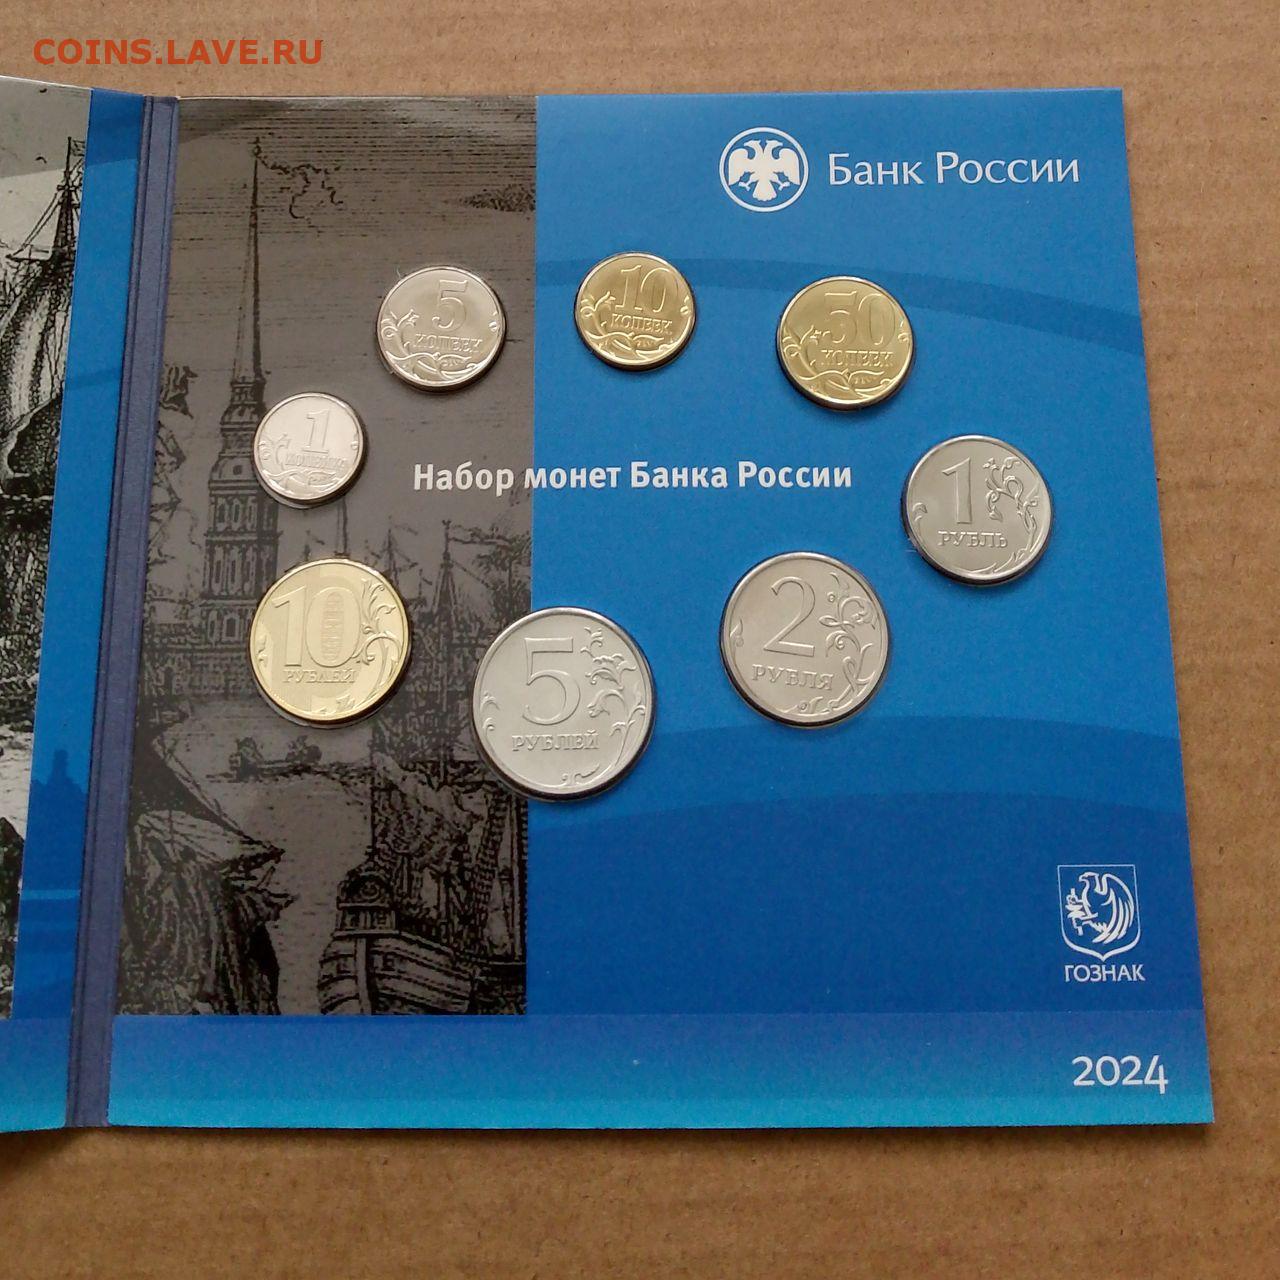 COINS.LAVE.RU
Банк России
5
КОПЕЕК
10
КОПЕЕК
50
КОПЕЕК
1
КОПЕЙКА
Набор монет Банка России
1
РУБЛЬ
10
РУБЛЕЙ
5
РУБЛЕЙ
2
РУБЛЯ
ГОЗНАК
2024